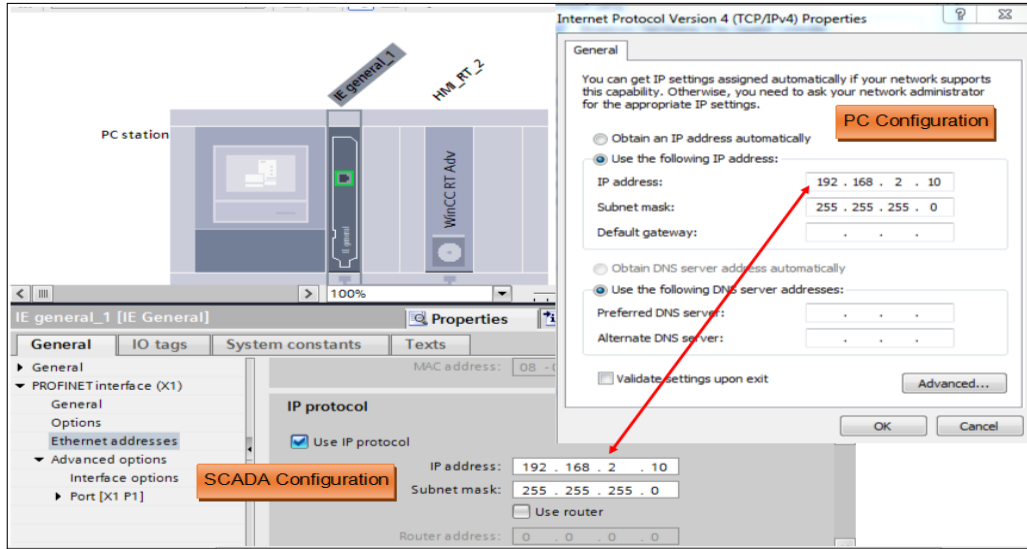 IE general_1
HMI_RT_2
PC station
WinCC RT Adv
IE general
100%
IE general_1 [IE General]
Properties
General
IO tags
System constants
Texts
General
PROFINET interface (X1)
General
Options
Ethernet addresses
Advanced options
Interface options
Port [X1 P1]
MAC address: 08 -
IP protocol
Use IP protocol
IP address: 192 . 168 . 2 . 10
Subnet mask: 255 . 255 . 255 . 0
Use router
Router address: 0 . 0 . 0 . 0
SCADA Configuration
Internet Protocol Version 4 (TCP/IPv4) Properties
General
You can get IP settings assigned automatically if your network supports
this capability. Otherwise, you need to ask your network administrator
for the appropriate IP settings.
PC Configuration
Obtain an IP address automatically
Use the following IP address:
IP address: 192 . 168 . 2 . 10
Subnet mask: 255 . 255 . 255 . 0
Default gateway: . . .
Obtain DNS server address automatically
Use the following DNS server addresses:
Preferred DNS server: . . .
Alternate DNS server: . . .
Validate settings upon exit
Advanced...
OK
Cancel